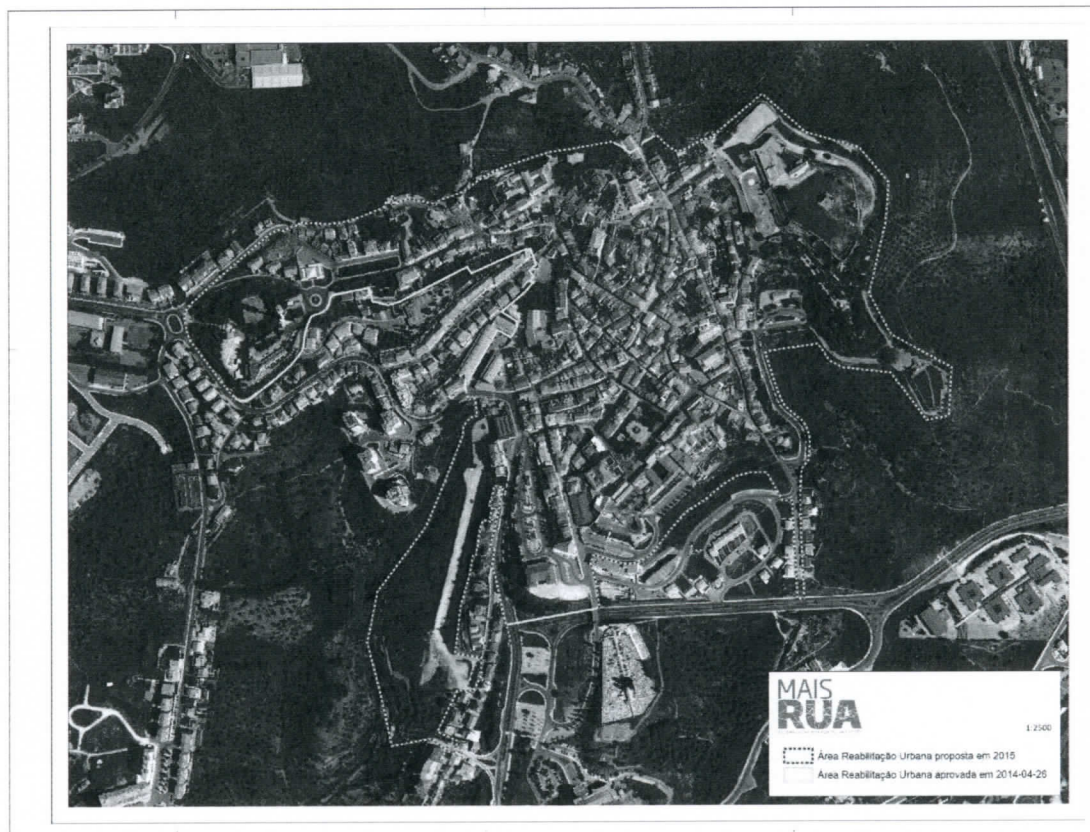 MAIS
RUA
1:2500
Área Reabilitação Urbana proposta em 2015
Área Reabilitação Urbana aprovada em 2014-04-26